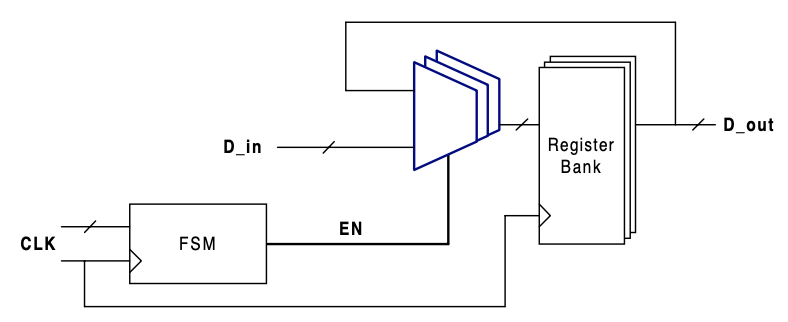 D_in
Register
Bank
D_out
CLK
FSM
EN